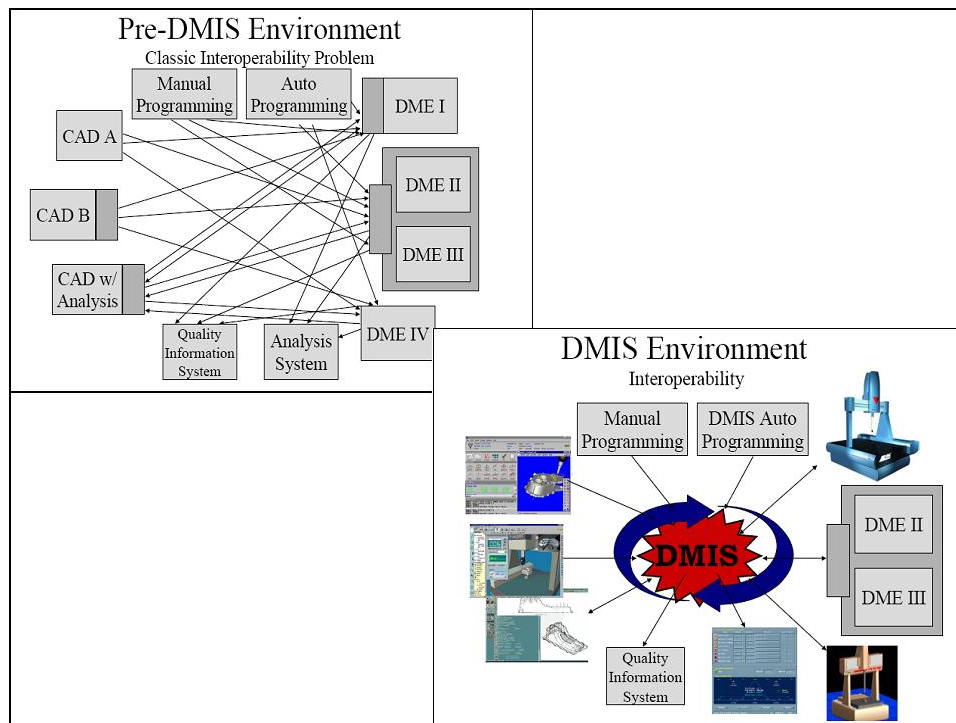 Pre-DMIS Environment
Classic Interoperability Problem
Manual
Programming
Auto
Programming
DME I
CAD A
DME II
CAD B
DME III
CAD w/
Analysis
DME IV
Quality
Information
System
Analysis
System
DMIS Environment
Interoperability
Manual
Programming
DMIS Auto
Programming
DME II
DMIS
DME III
Quality
Information
System